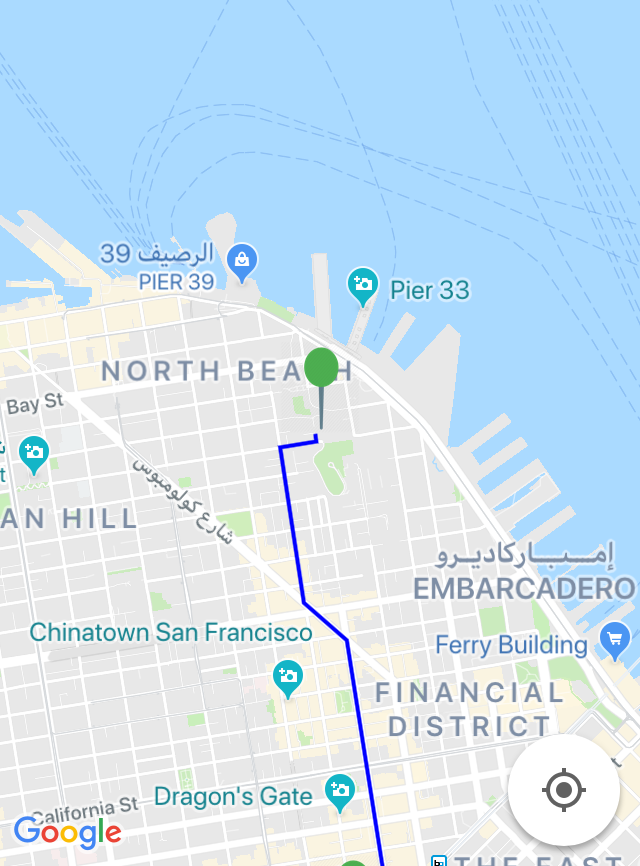 الرصيف 39
PIER 39
Pier 33
NORTH BEACH
Bay St
شارع كولومبوس
AN HILL
إمباركاديرو
EMBARCADERO
Chinatown San Francisco
Ferry Building
FINANCIAL
DISTRICT
Dragon's Gate
California St
Google
THE EAST